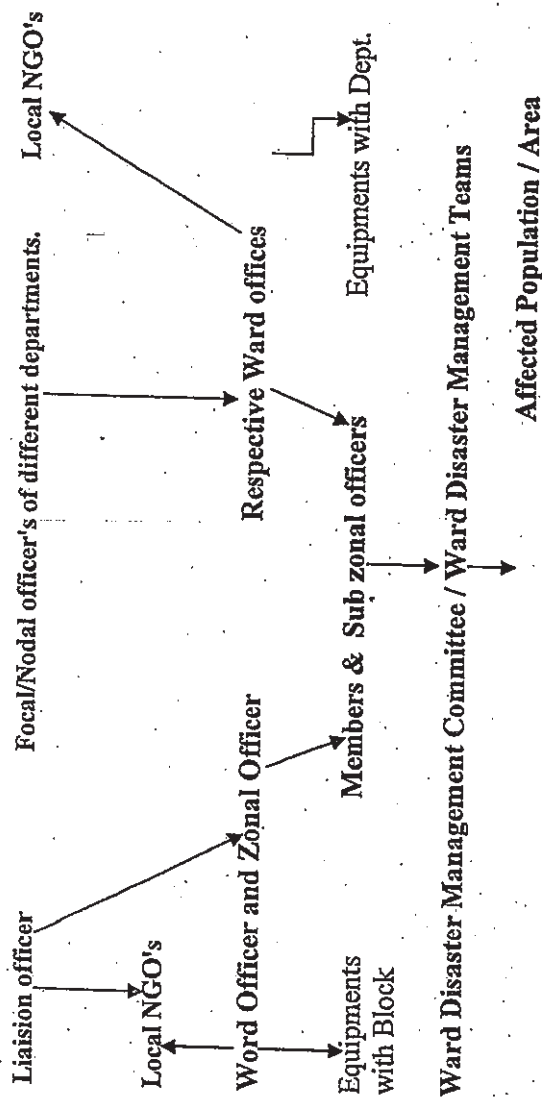 Liaision officer
Focal/Nodal officer's of different departments.
Local NGO's
Local NGO's
Word Officer and Zonal Officer
Respective Ward offices
Equipments
with Block
Members & Sub zonal officers
Equipments with Dept.
Ward Disaster Management Committee / Ward Disaster Management Teams
Affected Population / Area